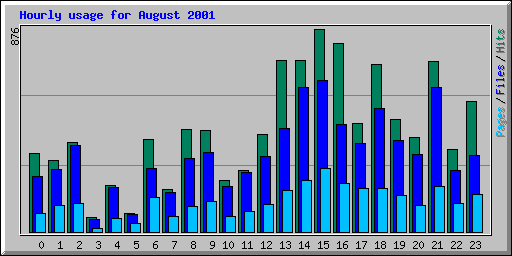 Hourly usage for August 2001
876
Pages / Files / Hits
0 1 2 3 4 5 6 7 8 9 10 11 12 13 14 15 16 17 18 19 20 21 22 23